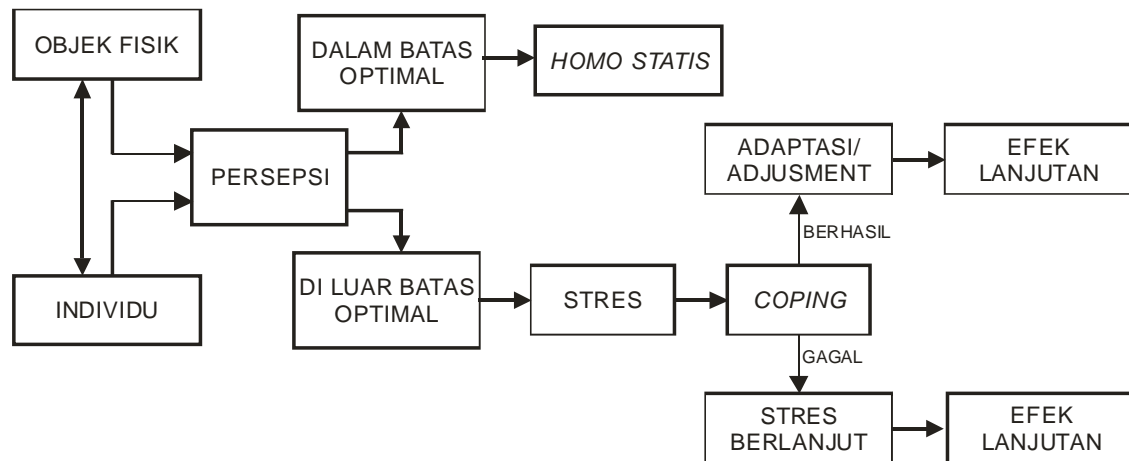 OBJEK FISIK
INDIVIDU
PERSEPSI
DALAM BATAS
OPTIMAL
HOMO STATIS
DI LUAR BATAS
OPTIMAL
STRES
COPING
BERHASIL
ADAPTASI/
ADJUSMENT
EFEK
LANJUTAN
GAGAL
STRES
BERLANJUT
EFEK
LANJUTAN